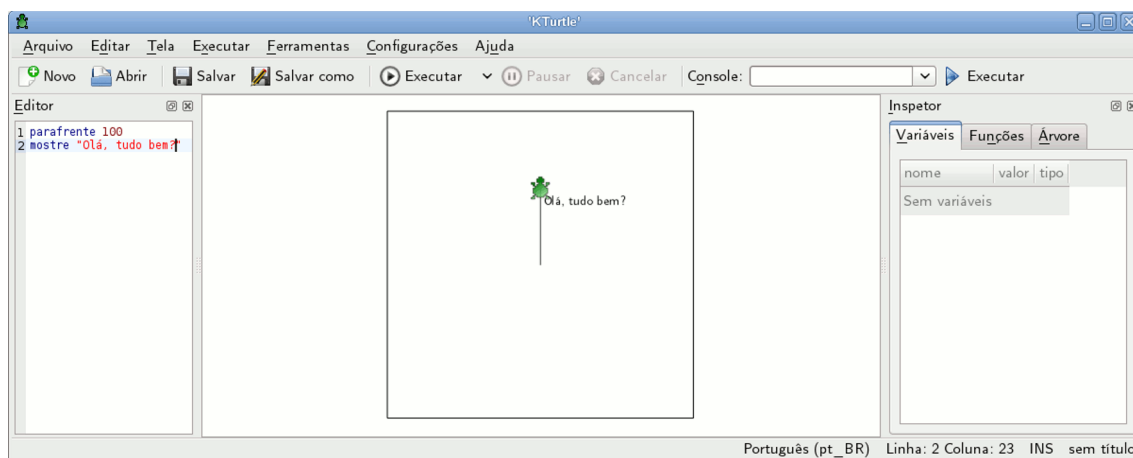 'KTurtle'
Arquivo Editar Tela Executar Ferramentas Configurações Ajuda
Novo Abrir Salvar Salvar como Executar Pausar Cancelar Console: Executar
Editor
1 parafrente 100
2 mostre "Olá, tudo bem?"
Olá, tudo bem?
Inspetor
Variáveis Funções Árvore
nome valor tipo
Sem variáveis
Português (pt_BR) Linha: 2 Coluna: 23 INS sem título